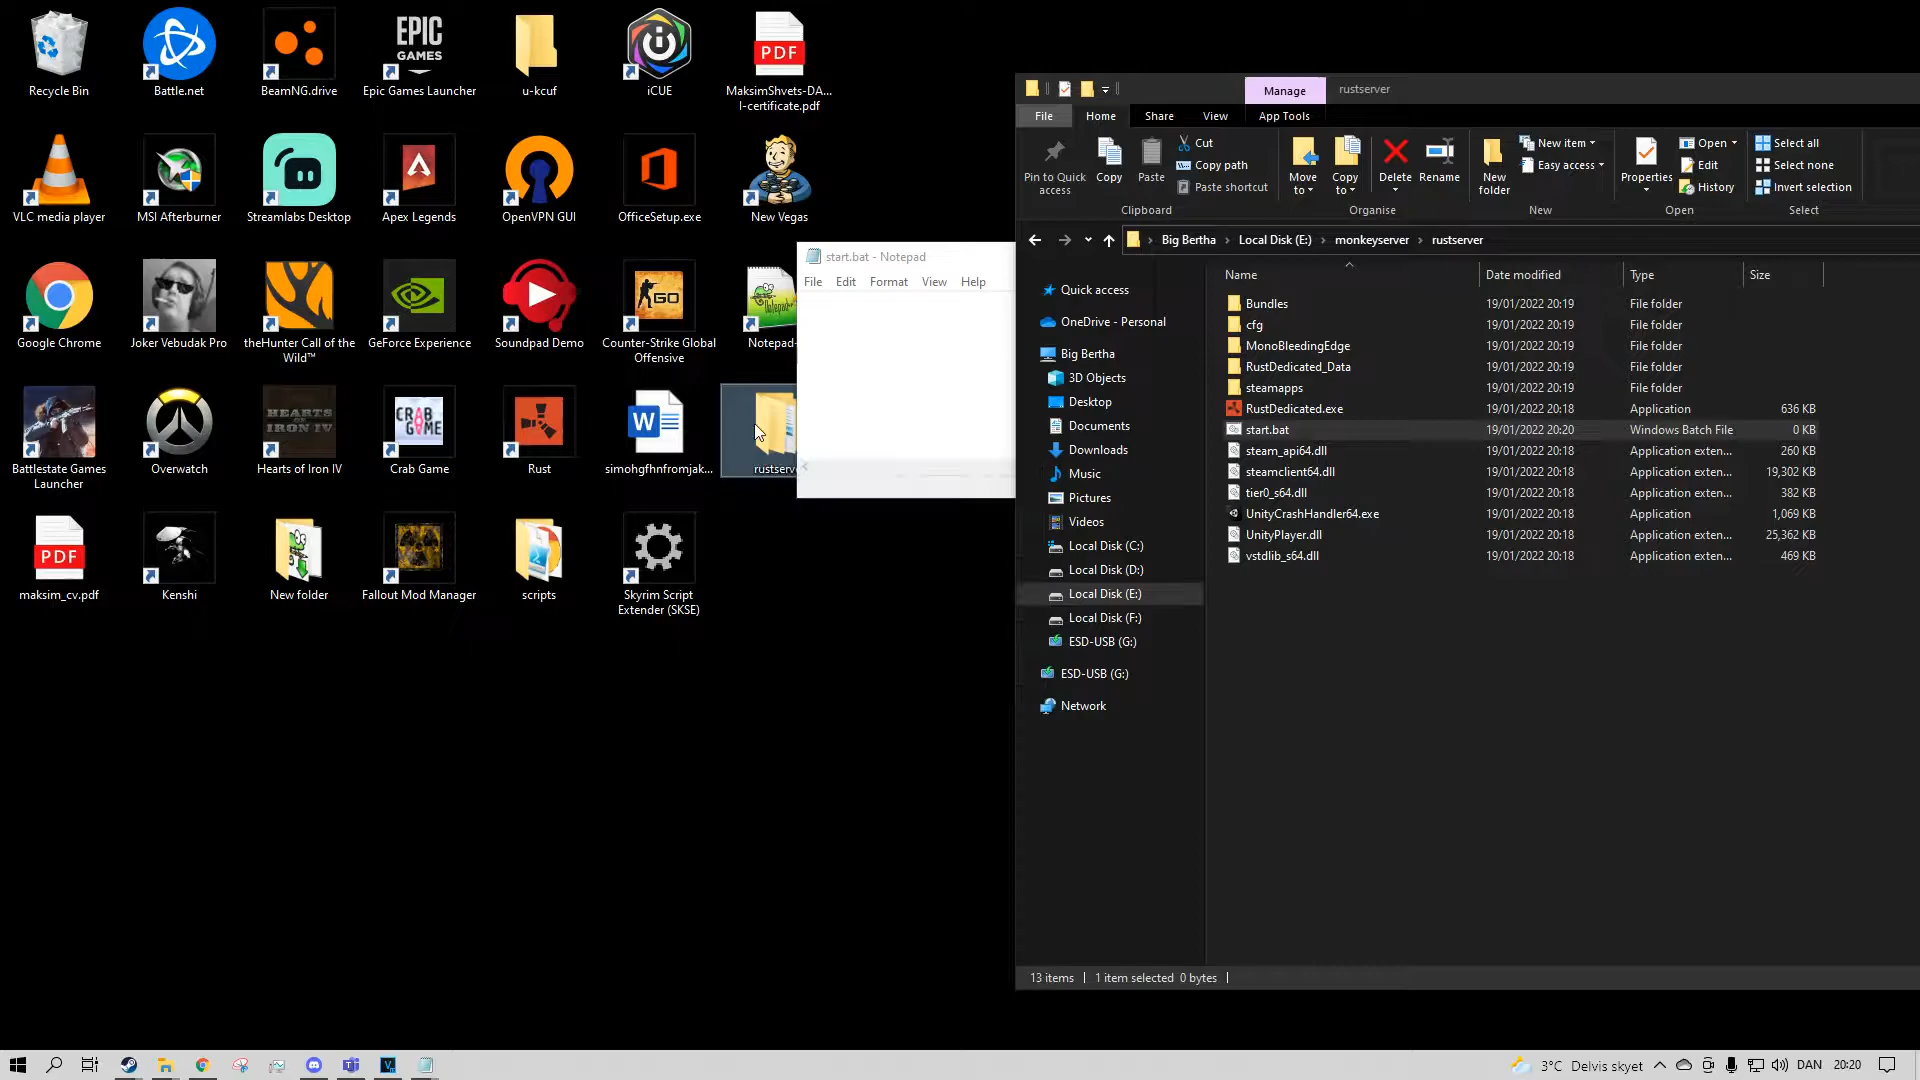 Recycle Bin
Battle.net
BeamNG.drive
EPIC
GAMES
Epic Games Launcher
u-kcuf
iCUE
PDF
MaksimShvets-DA...
l-certificate.pdf
VLC media player
MSI Afterburner
Streamlabs Desktop
Apex Legends
OpenVPN GUI
OfficeSetup.exe
New Vegas
Google Chrome
Joker Vebudak Pro
theHunter Call of the
Wild™
GeForce Experience
Soundpad Demo
GO
Counter-Strike Global
Offensive
Notepad-
Battlestate Games
Launcher
Overwatch
HEARTS
OF
IRON IV
Hearts of Iron IV
CRAB
GAME
Crab Game
Rust
W
simohgfhnfromjak...
rustserv
PDF
maksim_cv.pdf
Kenshi
New folder
Fallout Mod Manager
scripts
Skyrim Script
Extender (SKSE)
start.bat - Notepad
File Edit Format View Help
Manage
rustserver
File Home Share View App Tools
Pin to Quick
access
Copy
Paste
Cut
Copy path
Paste shortcut
Clipboard
Move
to
Copy
to
Delete
Rename
Organise
New
folder
New item
Easy access
New
Properties
Open
Edit
History
Open
Select all
Select none
Invert selection
Select
Big Bertha › Local Disk (E:) › monkeyserver › rustserver
Quick access
OneDrive - Personal
Big Bertha
3D Objects
Desktop
Documents
Downloads
Music
Pictures
Videos
Local Disk (C:)
Local Disk (D:)
Local Disk (E:)
Local Disk (F:)
ESD-USB (G:)
ESD-USB (G:)
Network
Name Date modified Type Size
Bundles 19/01/2022 20:19 File folder
cfg 19/01/2022 20:19 File folder
MonoBleedingEdge 19/01/2022 20:19 File folder
RustDedicated_Data 19/01/2022 20:19 File folder
steamapps 19/01/2022 20:19 File folder
RustDedicated.exe 19/01/2022 20:18 Application 636 KB
start.bat 19/01/2022 20:20 Windows Batch File 0 KB
steam_api64.dll 19/01/2022 20:18 Application exten... 260 KB
steamclient64.dll 19/01/2022 20:18 Application exten... 19,302 KB
tier0_s64.dll 19/01/2022 20:18 Application exten... 382 KB
UnityCrashHandler64.exe 19/01/2022 20:18 Application 1,069 KB
UnityPlayer.dll 19/01/2022 20:18 Application exten... 25,362 KB
vstdlib_s64.dll 19/01/2022 20:18 Application exten... 469 KB
13 items 1 item selected 0 bytes
3°C Delvis skyet DAN 20:20